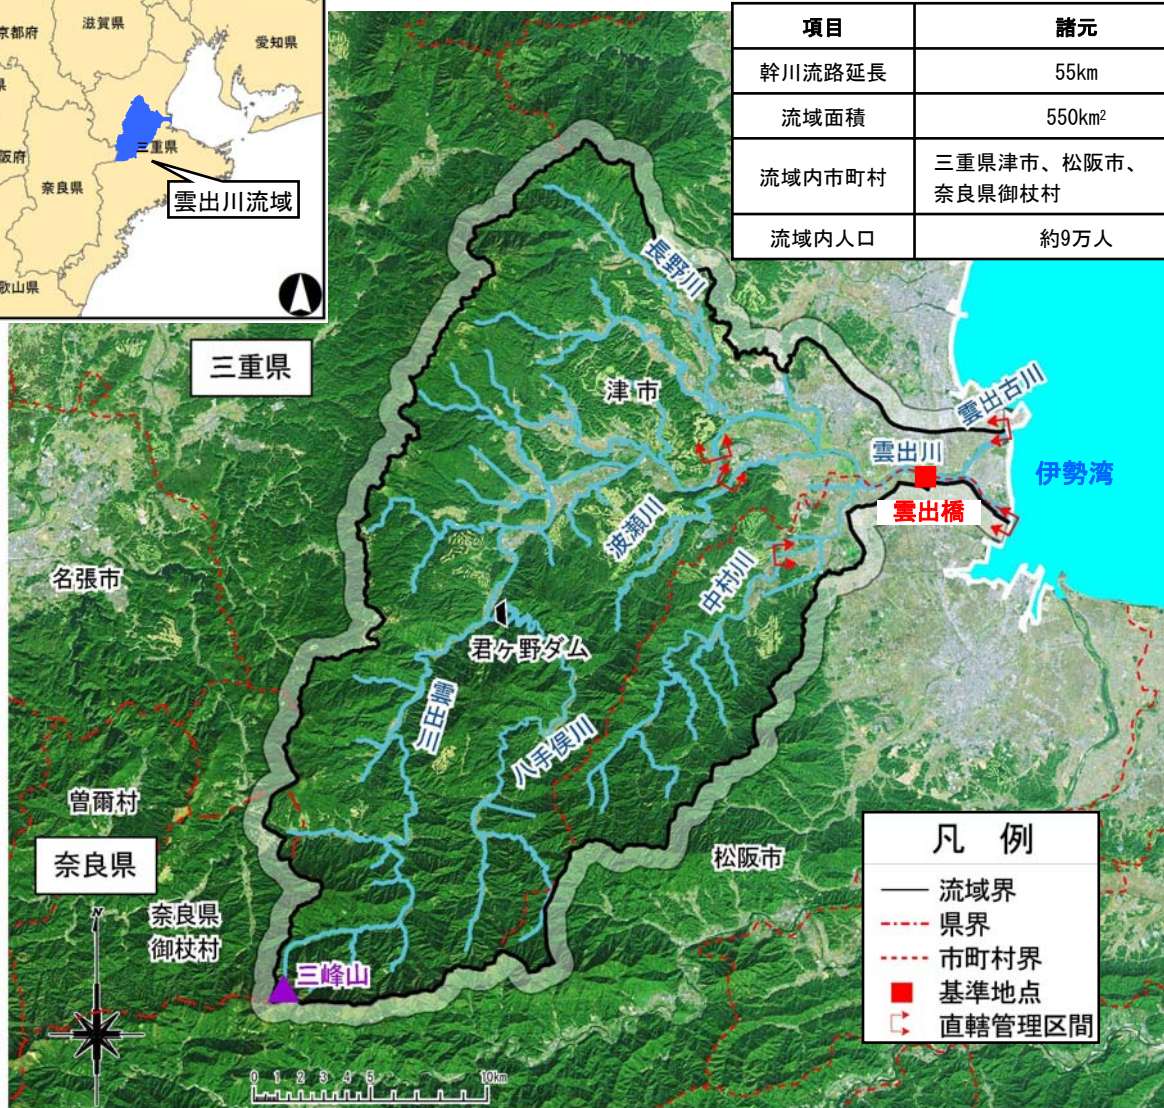 滋賀県
京都府
愛知県
三重県
奈良県
阪府
歌山県
県
雲出川流域
項目 諸元
幹川流路延長 55km
流域面積 550km²
流域内市町村 三重県津市、松阪市、
奈良県御杖村
流域内人口 約9万人
三重県
長野川
津市
雲出古川
雲出川
雲出橋
伊勢湾
波瀬川
中村川
名張市
君ヶ野ダム
雲出川
八手俣川
曽爾村
奈良県
松阪市
奈良県
御杖村
三峰山
N
0 1 2 3 4 5 10km
凡 例
流域界
県界
市町村界
基準地点
直轄管理区間